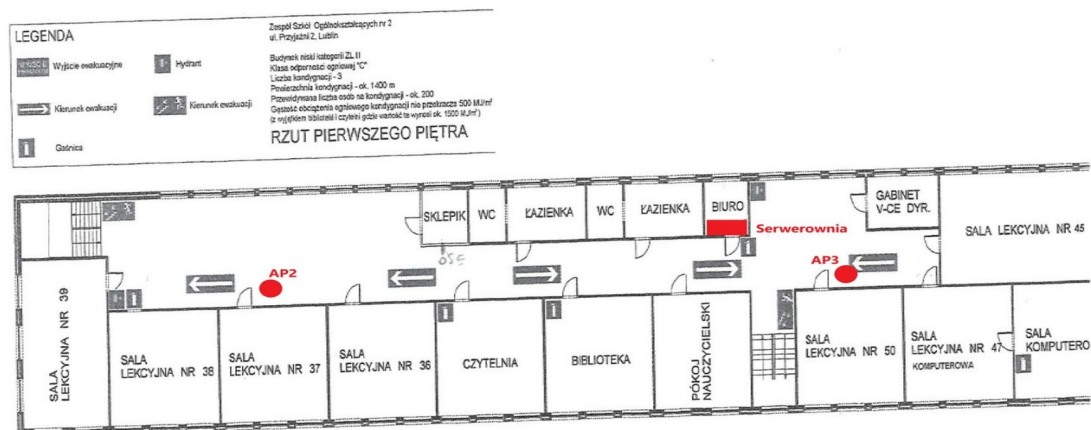 LEGENDA
Wyjście ewakuacyjne
Hydrant
Kierunek ewakuacji
Kierunek ewakuacji
Gaśnica
Zespół Szkół Ogólnokształcących nr 2
ul. Przyjaźni 2, Lublin
Budynek niski kategorii ZL III
Klasa odporności ogniowej "C"
Liczba kondygnacji - 3
Powierzchnia kondygnacji - ok. 1400 m
Przewidywana liczba osób na kondygnacji - ok. 200
Gęstość obciążenia ogniowego kondygnacji nie przekracza 500 MJ/m²
(z wyjątkiem biblioteki i czytelni gdzie wartość ta wynosi ok. 1500 MJ/m²)
RZUT PIERWSZEGO PIĘTRA
SKLEPIK
WC
ŁAZIENKA
WC
ŁAZIENKA
BIURO
Serwerownia
GABINET
V-CE DYR.
SALA LEKCYJNA NR 45
AP2
AP3
SALA
LEKCYJNA NR 39
SALA
LEKCYJNA NR 38
SALA
LEKCYJNA NR 37
SALA
LEKCYJNA NR 36
CZYTELNIA
BIBLIOTEKA
PÓKOJ
NAUCZYCIELSKI
SALA
LEKCYJNA NR 50
SALA
LEKCYJNA NR 47
KOMPUTEROWA
SALA
KOMPUTERO